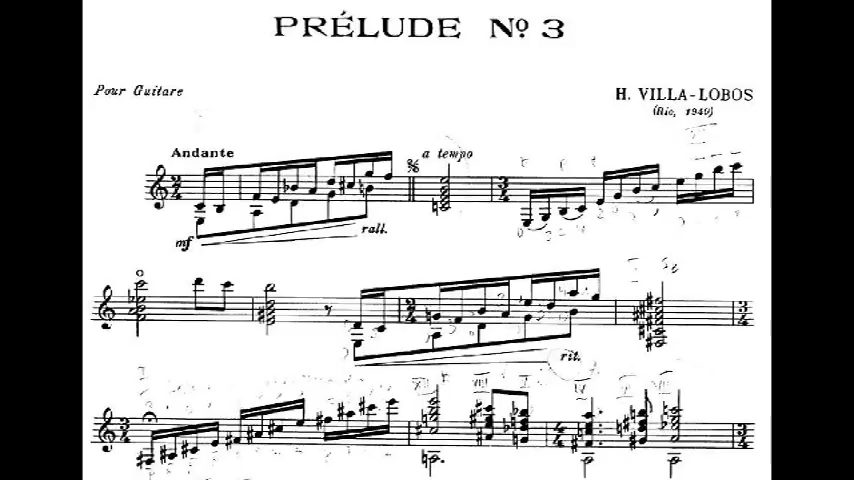 PRÉLUDE Nº 3
Pour Guitare
H. VILLA-LOBOS
(Rio, 1940)
Andante
a tempo
mf
rall.
rit.